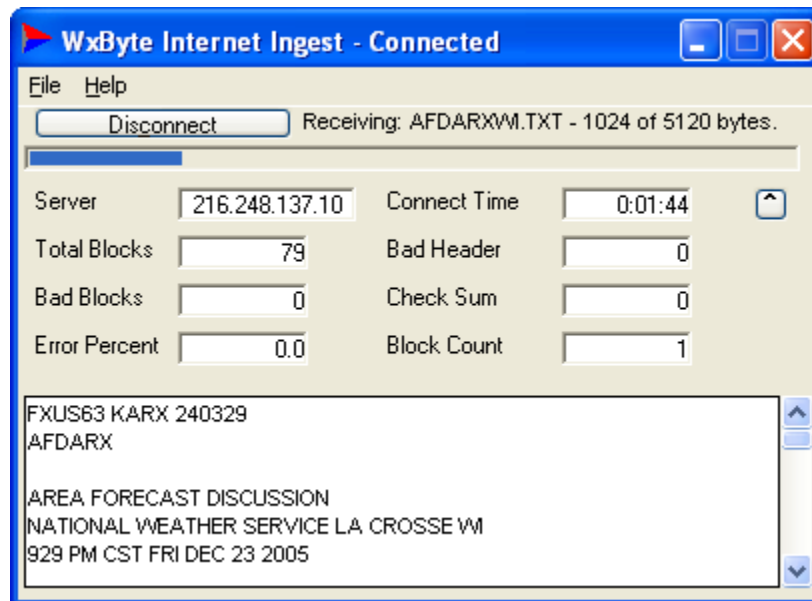 WxByte Internet Ingest - Connected
File Help
Disconnect Receiving: AFDARXWI.TXT - 1024 of 5120 bytes.
Server 216.248.137.10 Connect Time 0:01:44 ^
Total Blocks 79 Bad Header 0
Bad Blocks 0 Check Sum 0
Error Percent 0.0 Block Count 1
FXUS63 KARX 240329
AFDARX
AREA FORECAST DISCUSSION
NATIONAL WEATHER SERVICE LA CROSSE WI
929 PM CST FRI DEC 23 2005